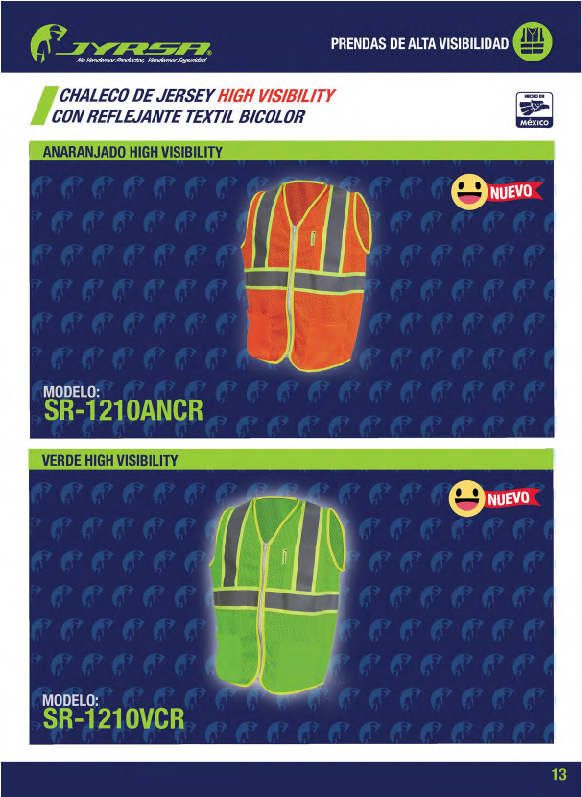 JYRSA®
No Vendemos Productos, Vendemos Seguridad
PRENDAS DE ALTA VISIBILIDAD
CHALECO DE JERSEY HIGH VISIBILITY
CON REFLEJANTE TEXTIL BICOLOR
HECHO EN
MÉXICO
ANARANJADO HIGH VISIBILITY
NUEVO
MODELO:
SR-1210ANCR
VERDE HIGH VISIBILITY
NUEVO
MODELO:
SR-1210VCR
13